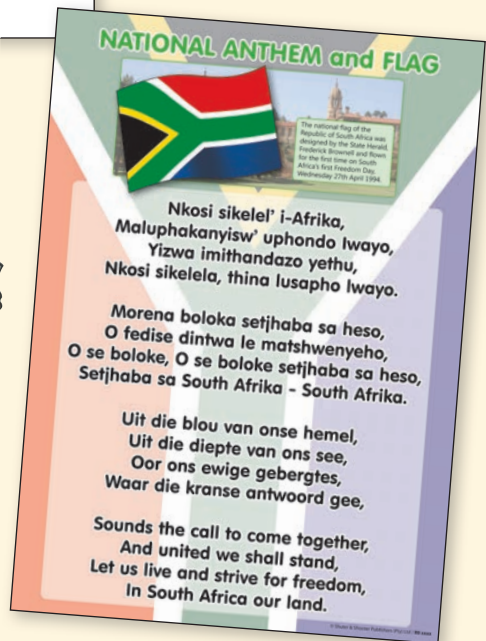 NATIONAL ANTHEM and FLAG
The national flag of the
Republic of South Africa was
designed by the State Herald,
Frederick Brownell and flown
for the first time on South
Africa's first Freedom Day,
Wednesday 27th April 1994.
Nkosi sikelel' i-Afrika,
Maluphakanyisw' uphondo lwayo,
Yizwa imithandazo yethu,
Nkosi sikelela, thina lusapho lwayo.
Morena boloka setjhaba sa heso,
O fedise dintwa le matshwenyeho,
O se boloke, O se boloke setjhaba sa heso,
Setjhaba sa South Afrika - South Afrika.
Uit die blou van onse hemel,
Uit die diepte van ons see,
Oor ons ewige gebergtes,
Waar die kranse antwoord gee,
Sounds the call to come together,
And united we shall stand,
Let us live and strive for freedom,
In South Africa our land.